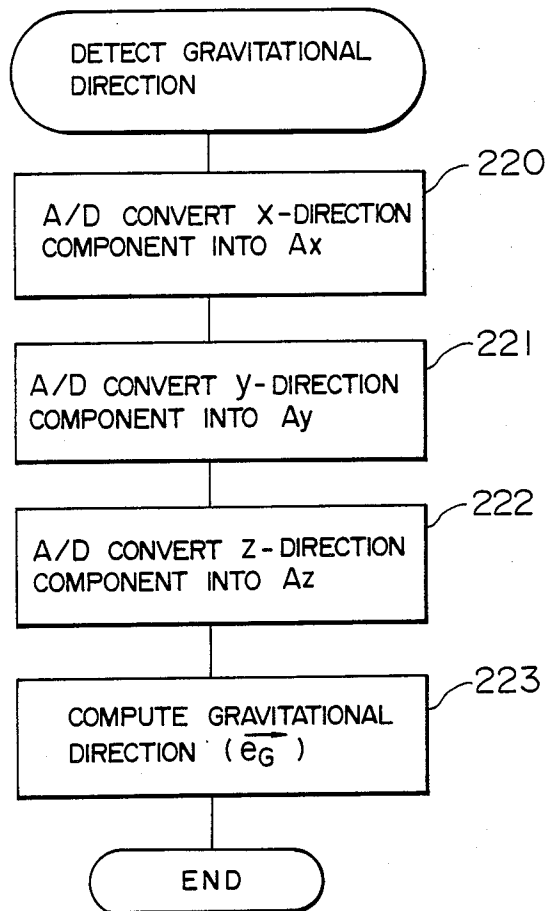 DETECT GRAVITATIONAL
DIRECTION
220
A/D CONVERT X-DIRECTION
COMPONENT INTO Ax
221
A/D CONVERT y-DIRECTION
COMPONENT INTO Ay
222
A/D CONVERT Z-DIRECTION
COMPONENT INTO Az
223
COMPUTE GRAVITATIONAL
DIRECTION (e⃗G)
END